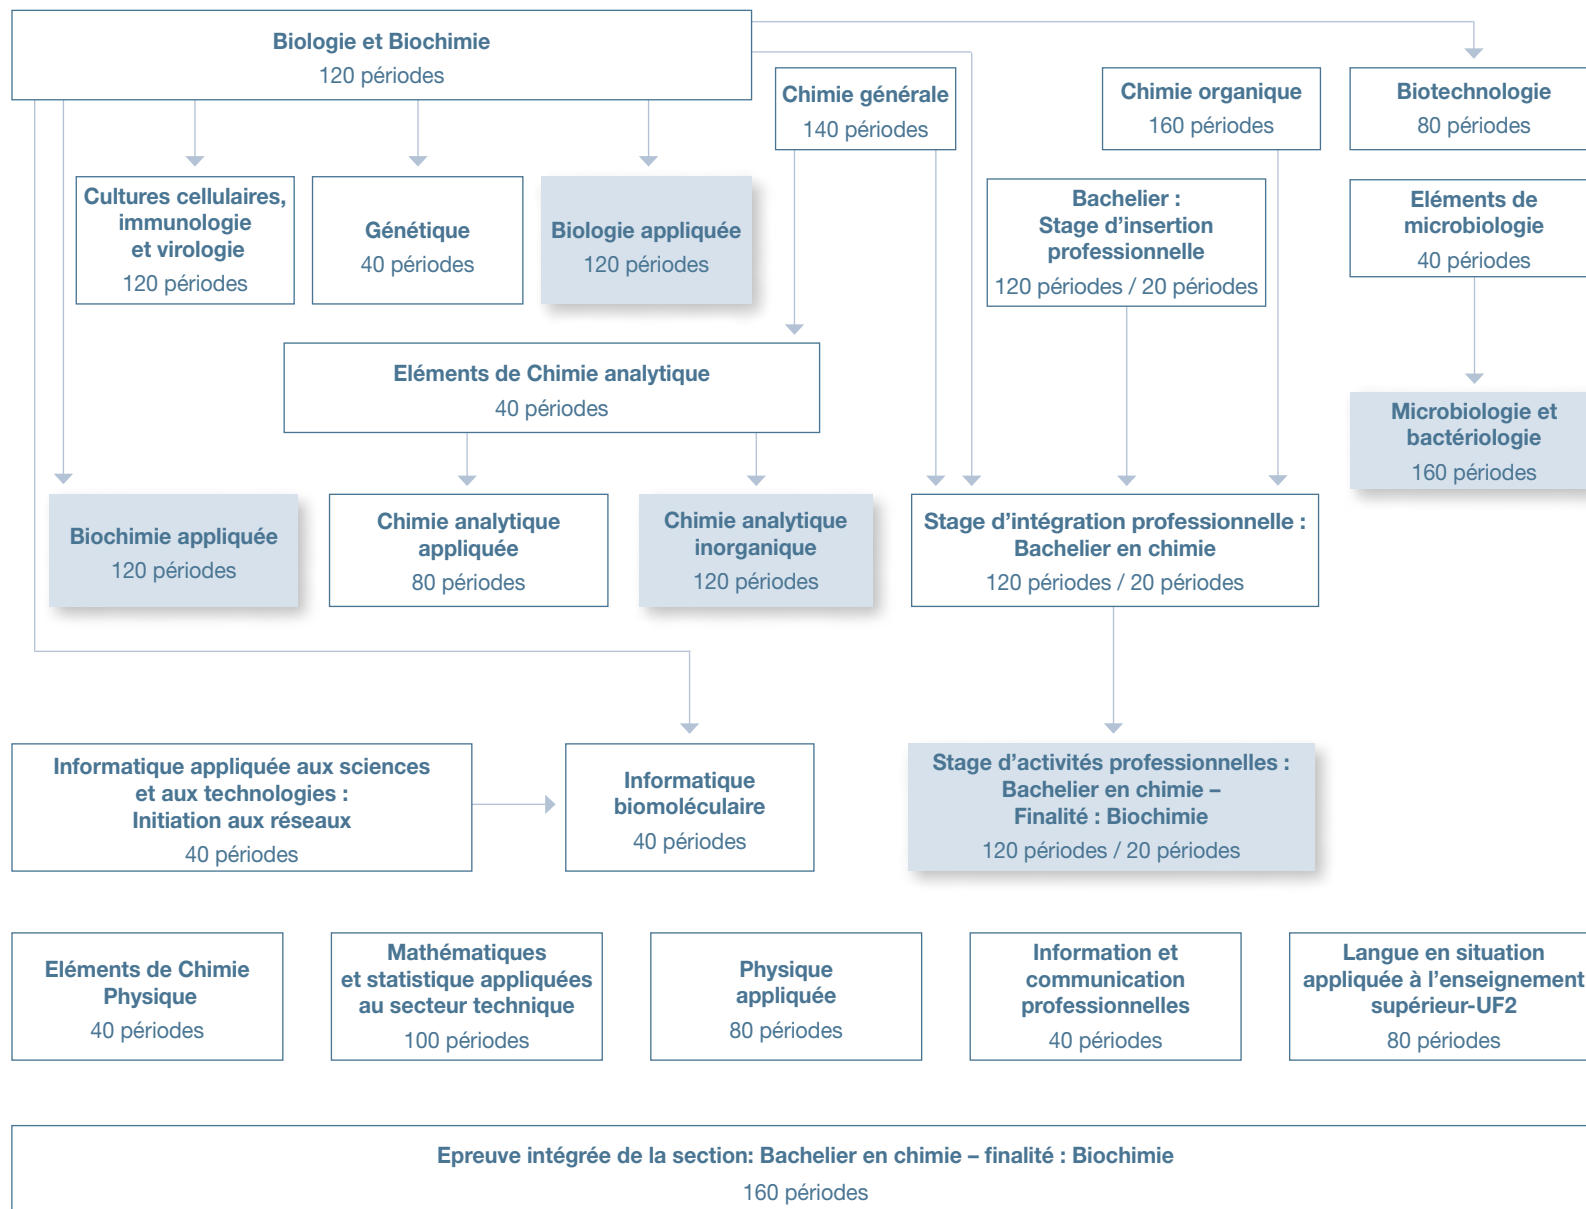 Biologie et Biochimie
120 périodes
Chimie générale
140 périodes
Chimie organique
160 périodes
Biotechnologie
80 périodes
Cultures cellulaires,
immunologie
et virologie
120 périodes
Génétique
40 périodes
Biologie appliquée
120 périodes
Bachelier :
Stage d'insertion
professionnelle
120 périodes / 20 périodes
Eléments de
microbiologie
40 périodes
Eléments de Chimie analytique
40 périodes
Microbiologie et
bactériologie
160 périodes
Biochimie appliquée
120 périodes
Chimie analytique
appliquée
80 périodes
Chimie analytique
inorganique
120 périodes
Stage d'intégration professionnelle :
Bachelier en chimie
120 périodes / 20 périodes
Informatique appliquée aux sciences
et aux technologies :
Initiation aux réseaux
40 périodes
Informatique
biomoléculaire
40 périodes
Stage d'activités professionnelles :
Bachelier en chimie –
Finalité : Biochimie
120 périodes / 20 périodes
Eléments de Chimie
Physique
40 périodes
Mathématiques
et statistique appliquées
au secteur technique
100 périodes
Physique
appliquée
80 périodes
Information et
communication
professionnelles
40 périodes
Langue en situation
appliquée à l'enseignement
supérieur-UF2
80 périodes
Epreuve intégrée de la section: Bachelier en chimie – finalité : Biochimie
160 périodes